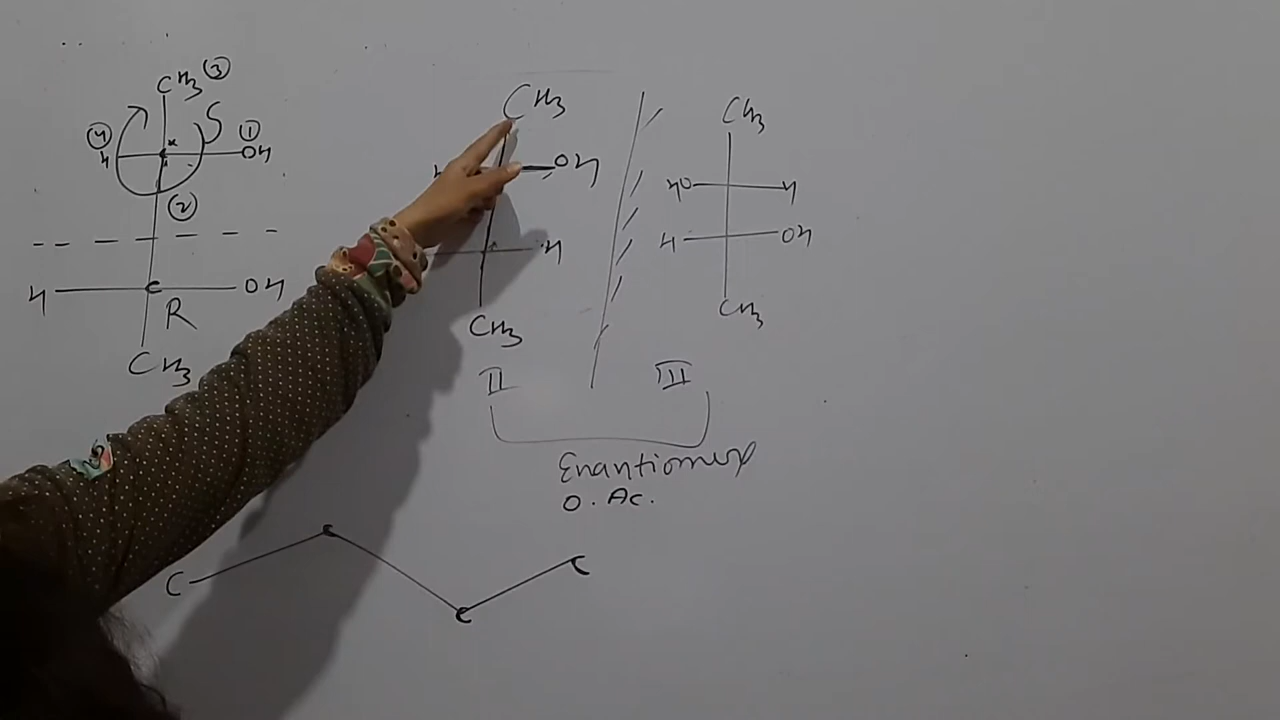 CH3 ③
④ S ①
H OH
②
H OH
R
CH3
CH3
OH
H
CH3
II
CH3
HO H
H OH
CH3
III
Enantiomers
O. Ac.
C C C C